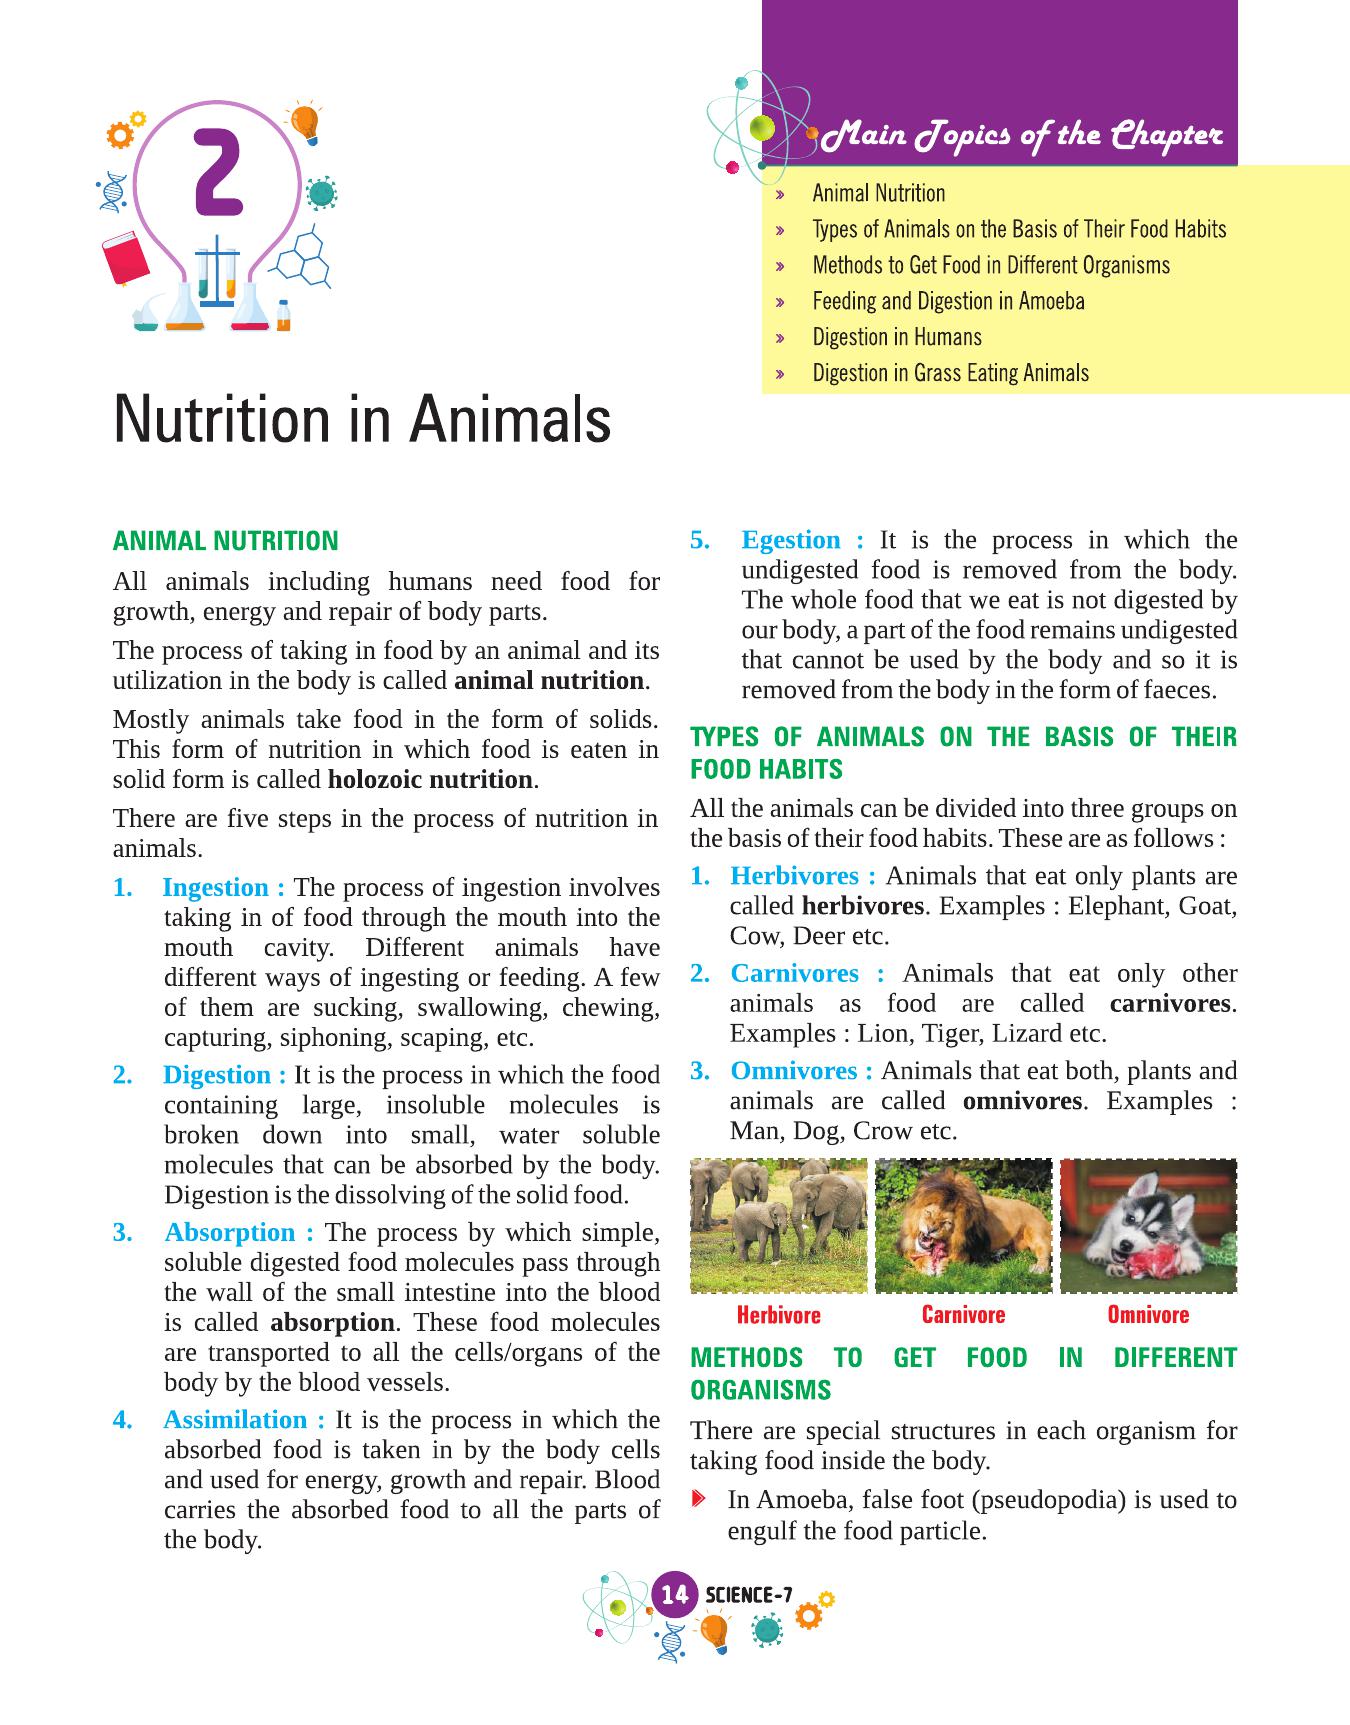 2
Main Topics of the Chapter
» Animal Nutrition
» Types of Animals on the Basis of Their Food Habits
» Methods to Get Food in Different Organisms
» Feeding and Digestion in Amoeba
» Digestion in Humans
» Digestion in Grass Eating Animals
Nutrition in Animals
ANIMAL NUTRITION
All animals including humans need food for
growth, energy and repair of body parts.
The process of taking in food by an animal and its
utilization in the body is called animal nutrition.
Mostly animals take food in the form of solids.
This form of nutrition in which food is eaten in
solid form is called holozoic nutrition.
There are five steps in the process of nutrition in
animals.
1. Ingestion : The process of ingestion involves
taking in of food through the mouth into the
mouth cavity. Different animals have
different ways of ingesting or feeding. A few
of them are sucking, swallowing, chewing,
capturing, siphoning, scaping, etc.
2. Digestion : It is the process in which the food
containing large, insoluble molecules is
broken down into small, water soluble
molecules that can be absorbed by the body.
Digestion is the dissolving of the solid food.
3. Absorption : The process by which simple,
soluble digested food molecules pass through
the wall of the small intestine into the blood
is called absorption. These food molecules
are transported to all the cells/organs of the
body by the blood vessels.
4. Assimilation : It is the process in which the
absorbed food is taken in by the body cells
and used for energy, growth and repair. Blood
carries the absorbed food to all the parts of
the body.
5. Egestion : It is the process in which the
undigested food is removed from the body.
The whole food that we eat is not digested by
our body, a part of the food remains undigested
that cannot be used by the body and so it is
removed from the body in the form of faeces.
TYPES OF ANIMALS ON THE BASIS OF THEIR
FOOD HABITS
All the animals can be divided into three groups on
the basis of their food habits. These are as follows :
1. Herbivores : Animals that eat only plants are
called herbivores. Examples : Elephant, Goat,
Cow, Deer etc.
2. Carnivores : Animals that eat only other
animals as food are called carnivores.
Examples : Lion, Tiger, Lizard etc.
3. Omnivores : Animals that eat both, plants and
animals are called omnivores. Examples :
Man, Dog, Crow etc.
Herbivore Carnivore Omnivore
METHODS TO GET FOOD IN DIFFERENT
ORGANISMS
There are special structures in each organism for
taking food inside the body.
In Amoeba, false foot (pseudopodia) is used to
engulf the food particle.
14 SCIENCE-7